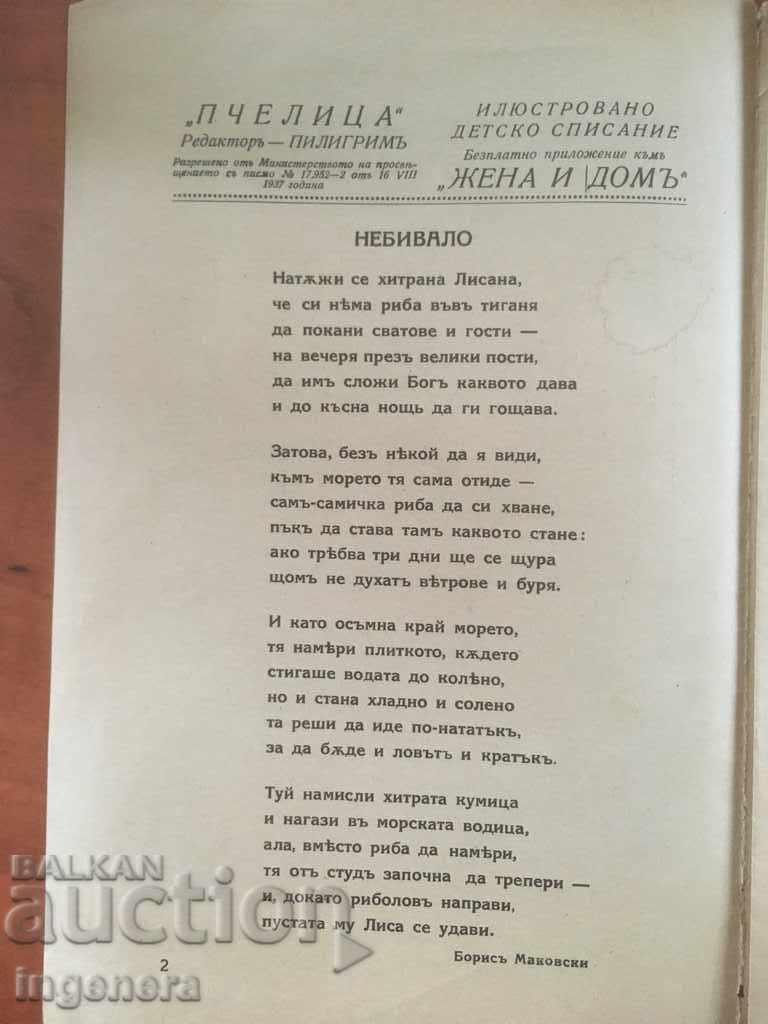 „ПЧЕЛИЦА“
Редакторъ — ПИЛИГРИМЪ
Разрешено отъ Министерството на просвѣ-
щението съ писмо № 17,952—2 отъ 16 VIII
1937 година
ИЛЮСТРОВАНО
ДЕТСКО СПИСАНИЕ
Безплатно приложение къмъ
„ЖЕНА И ДОМЪ“
НЕБИВАЛО
Натѫжи се хитрана Лисана,
че си нѣма риба въвъ тиганя
да покани сватове и гости —
на вечеря презъ велики пости,
да имъ сложи Богъ каквото дава
и до късна нощь да ги гощава.
Затова, безъ нѣкой да я види,
къмъ морето тя сама отиде —
самъ-самичка риба да си хване,
пъкъ да става тамъ каквото стане:
ако трѣбва три дни ще се щура
щомъ не духатъ вѣтрове и буря.
И като осъмна край морето,
тя намѣри плиткото, кѫдето
стигаше водата до колѣно,
но и стана хладно и солено
та реши да иде по-нататъкъ,
за да бѫде и ловътъ и кратъкъ.
Туй намисли хитрата кумица
и нагази въ морската водица,
ала, вмѣсто риба да намѣри,
тя отъ студъ започна да трепери —
и, докато риболовъ направи,
пустата му Лиса се удави.
Борисъ Маковски
2
BALKAN
auction
ingenera